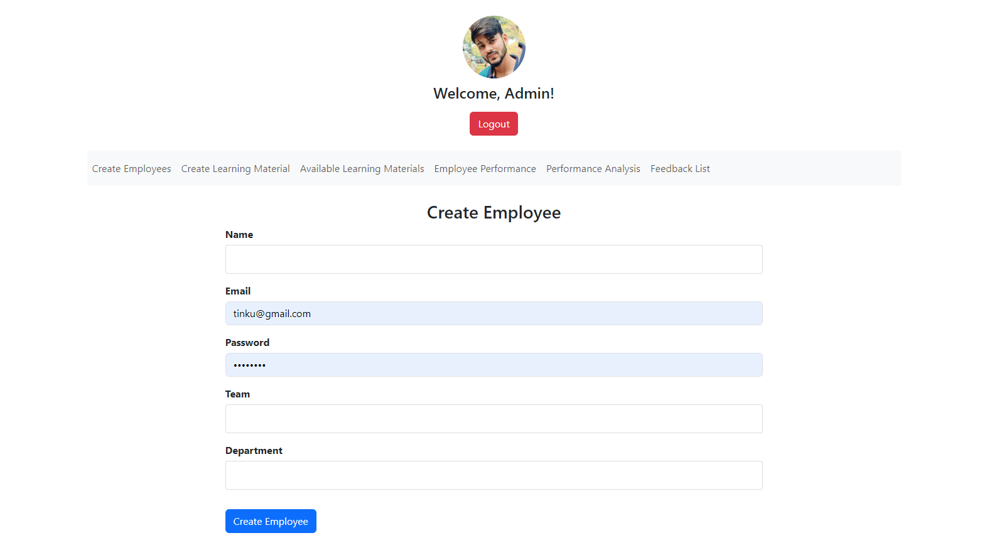 Welcome, Admin!
Logout
Create Employees Create Learning Material Available Learning Materials Employee Performance Performance Analysis Feedback List
Create Employee
Name
Email
tinku@gmail.com
Password
••••••••
Team
Department
Create Employee